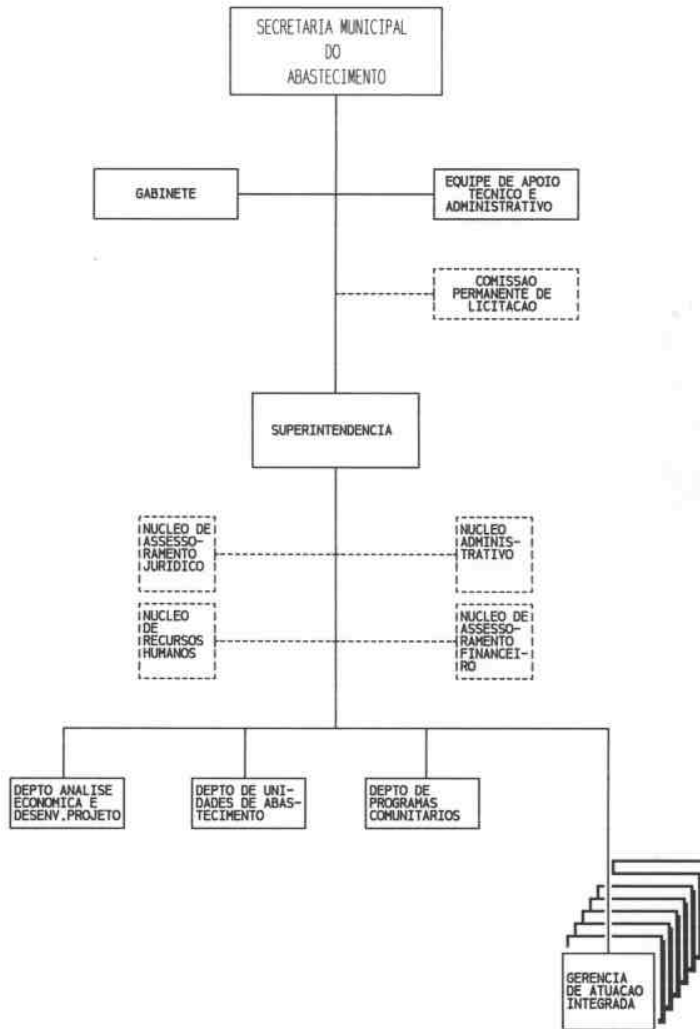 SECRETARIA MUNICIPAL
DO
ABASTECIMENTO
GABINETE
EQUIPE DE APOIO
TECNICO E
ADMINISTRATIVO
COMISSAO
PERMANENTE DE
LICITACAO
SUPERINTENDENCIA
NUCLEO DE
ASSESSO-
RAMENTO
JURIDICO
NUCLEO
ADMINIS-
TRATIVO
NUCLEO
DE
RECURSOS
HUMANOS
NUCLEO DE
ASSESSO-
RAMENTO
FINANCEI-
RO
DEPTO ANALISE
ECONOMICA E
DESENV.PROJETO
DEPTO DE UNI-
DADES DE ABAS-
TECIMENTO
DEPTO DE
PROGRAMAS
COMUNITARIOS
GERENCIA
DE ATUACAO
INTEGRADA